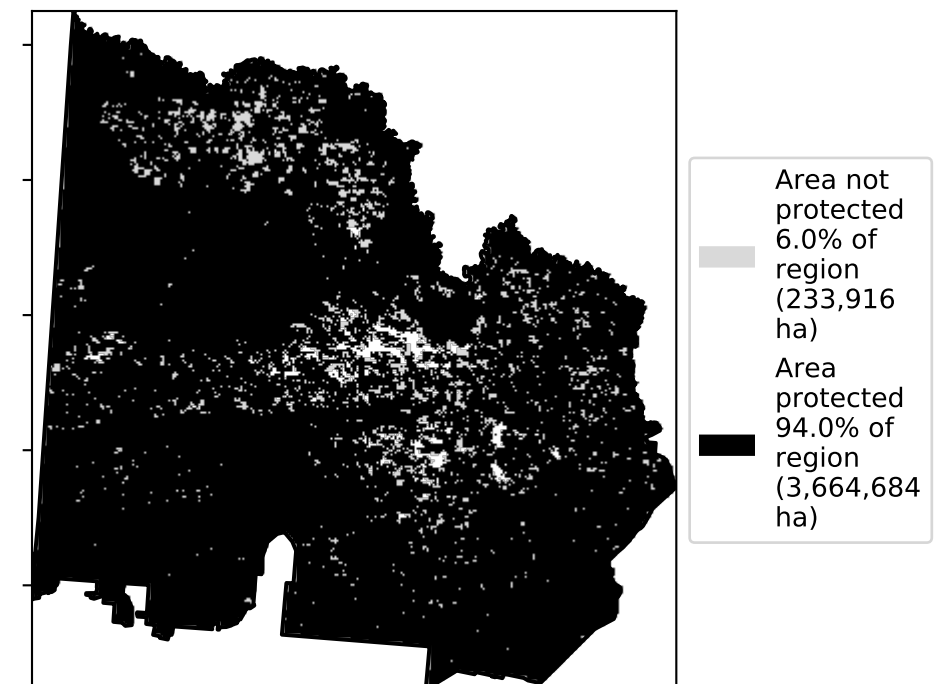 Area not
protected
6.0% of
region
(233,916
ha)
Area
protected
94.0% of
region
(3,664,684
ha)